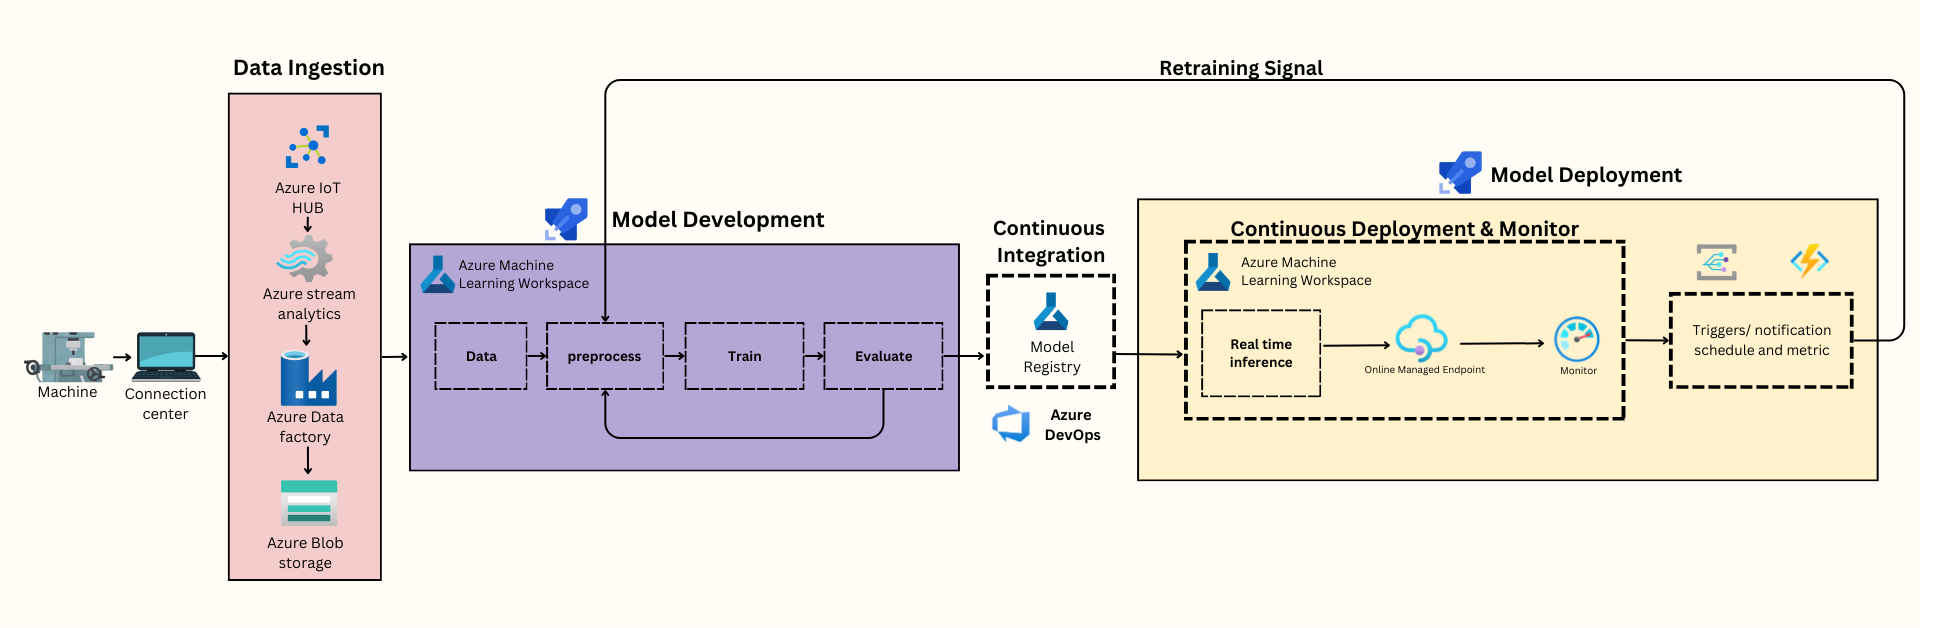 Data Ingestion
Azure IoT
HUB
Azure stream
analytics
Azure Data
factory
Azure Blob
storage
Machine
Connection
center
Retraining Signal
Model Development
Azure Machine
Learning Workspace
Data
preprocess
Train
Evaluate
Continuous
Integration
Model
Registry
Azure
DevOps
Model Deployment
Continuous Deployment & Monitor
Azure Machine
Learning Workspace
Real time
inference
Online Managed Endpoint
Monitor
Triggers/ notification
schedule and metric